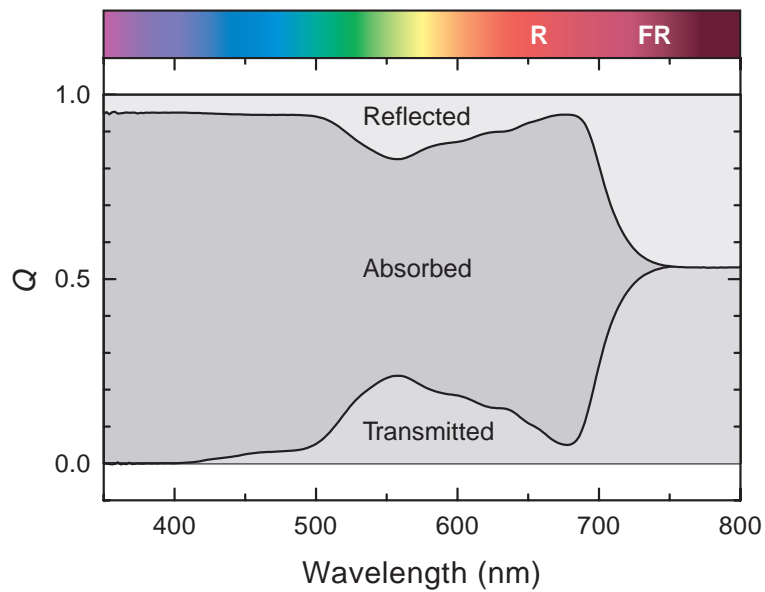 R FR
1.0
Reflected
Absorbed
0.5
Q
Transmitted
0.0
400 500 600 700 800
Wavelength (nm)